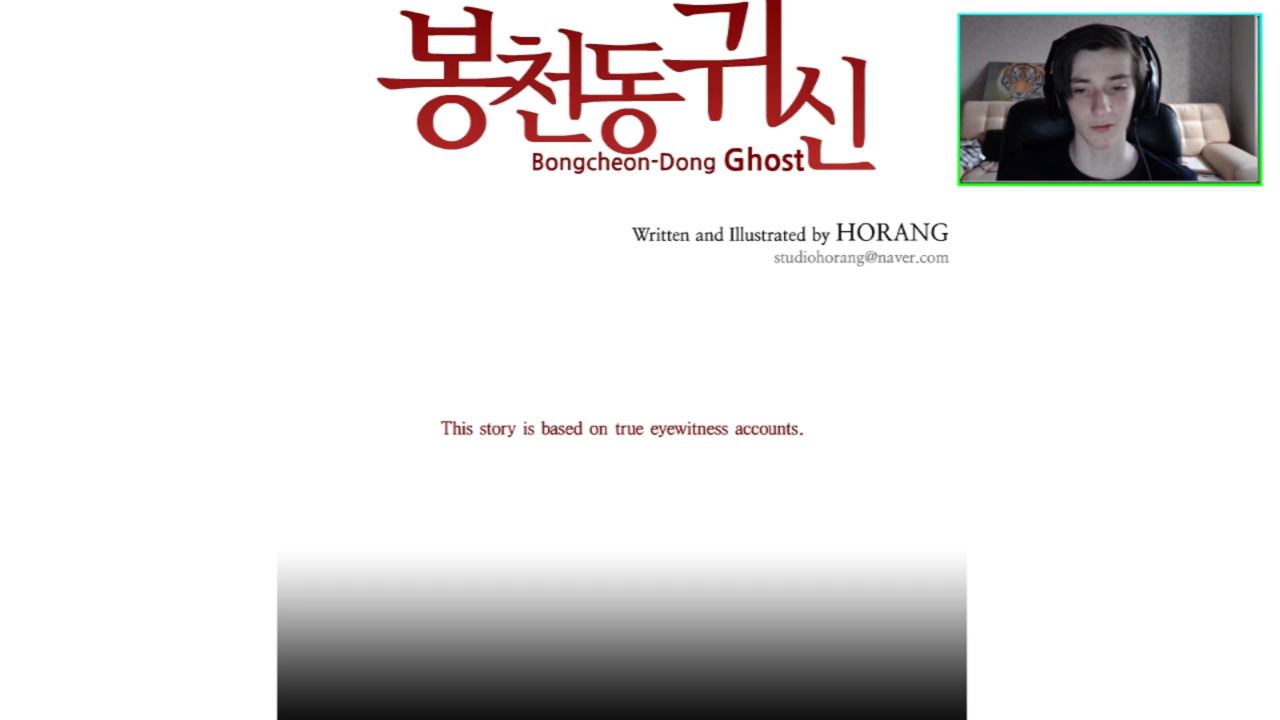 봉천동귀신
Bongcheon-Dong Ghost
Written and Illustrated by HORANG
studiohorang@naver.com
This story is based on true eyewitness accounts.